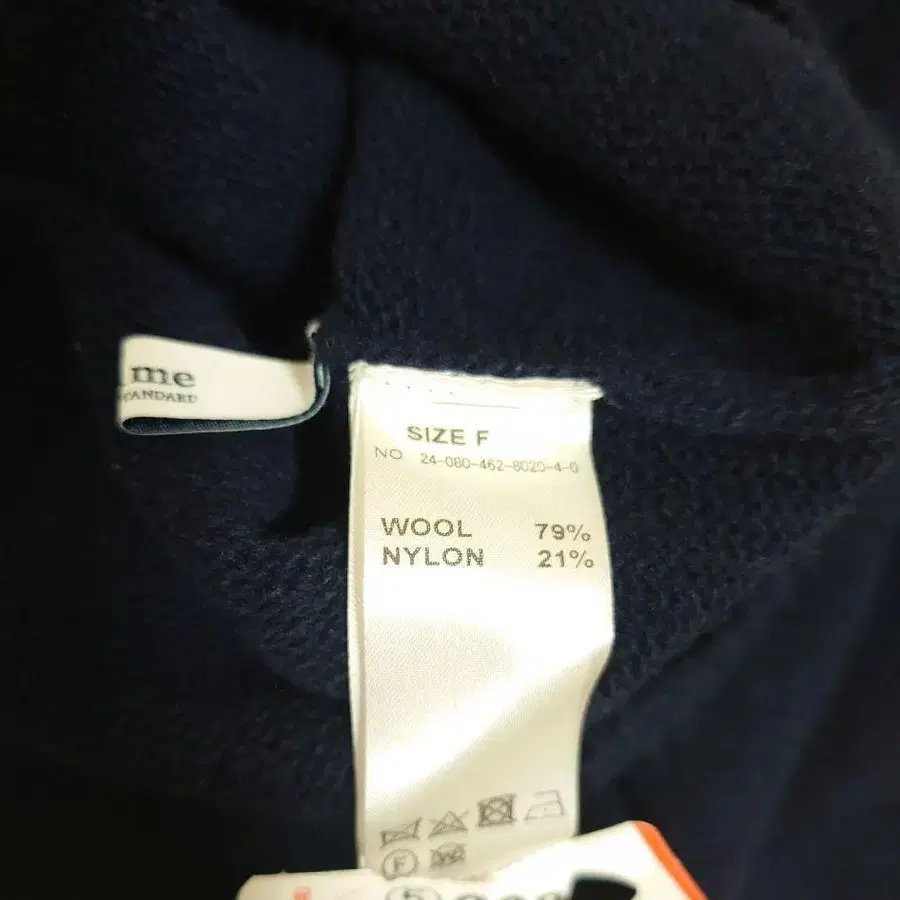 me
SIZE F
NO 24-080-462-8020-4-0
WOOL 79%
NYLON 21%
F W